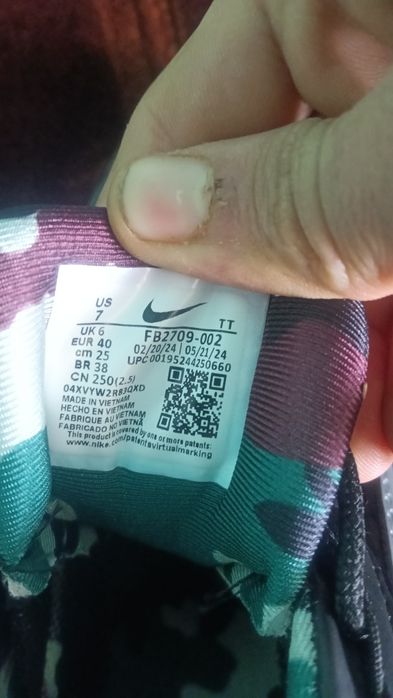 US
7
UK 6
EUR 40
cm 25
BR 38
CN 250(2.5)
TT
FB2709-002
02/20/24 | 05/21/24
UPC 00195244250660
04XVYW2R83QXD
MADE IN VIETNAM
HECHO EN VIETNAM
FABRIQUE AU VIETNAM
FABRICADO NO VIETNÃ
This product is covered by one or more patents:
www.nike.com/patentsvirtualmarking